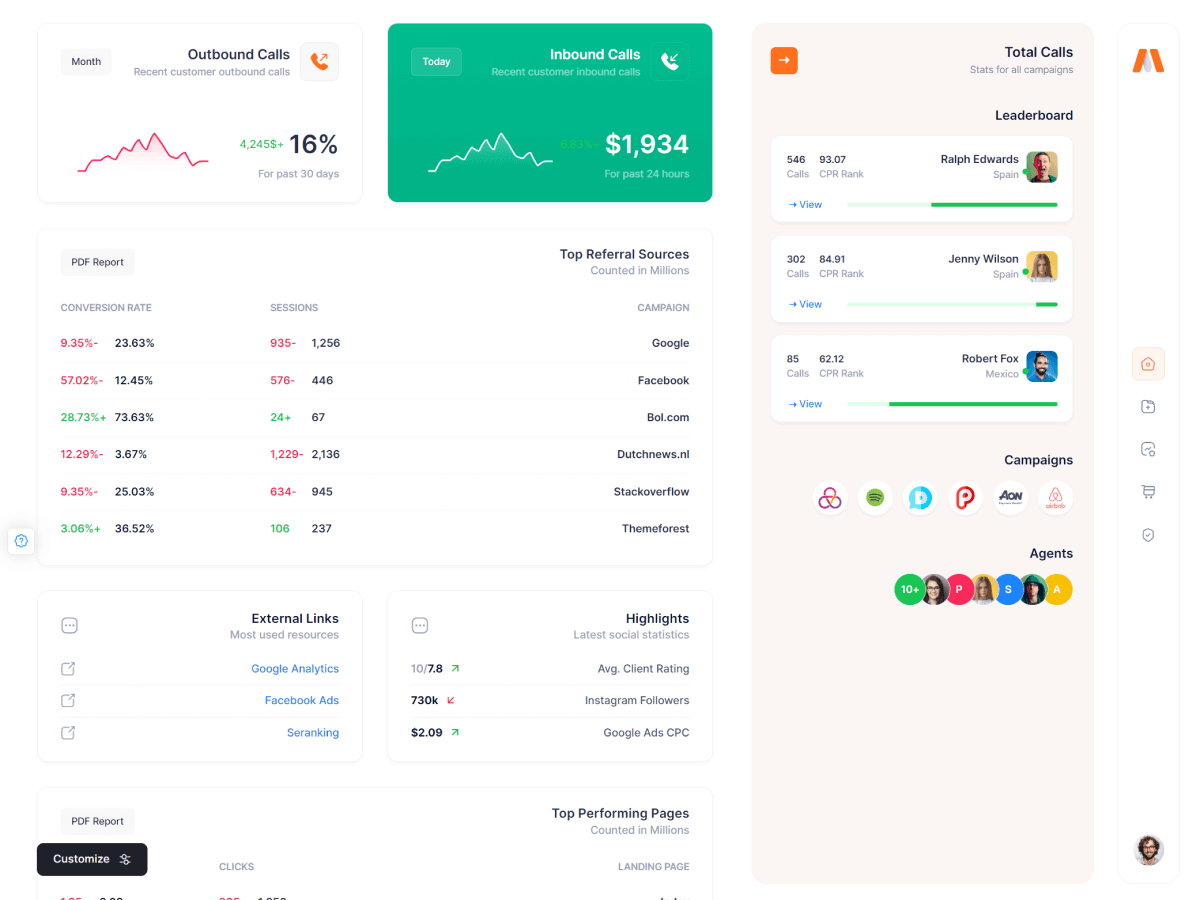 Month
Outbound Calls
Recent customer outbound calls
4,245$+ 16%
For past 30 days
Today
Inbound Calls
Recent customer inbound calls
6.63%+ $1,934
For past 24 hours
PDF Report
Top Referral Sources
Counted in Millions
CONVERSION RATE SESSIONS CAMPAIGN
9.35%- 23.63% 935- 1,256 Google
57.02%- 12.45% 576- 446 Facebook
28.73%+ 73.63% 24+ 67 Bol.com
12.29%- 3.67% 1,229- 2,136 Dutchnews.nl
9.35%- 25.03% 634- 945 Stackoverflow
3.06%+ 36.52% 106 237 Themeforest
External Links
Most used resources
Google Analytics
Facebook Ads
Seranking
Highlights
Latest social statistics
10/7.8 Avg. Client Rating
730k Instagram Followers
$2.09 Google Ads CPC
PDF Report
Top Performing Pages
Counted in Millions
Customize
CLICKS LANDING PAGE
Total Calls
Stats for all campaigns
Leaderboard
546 93.07 Ralph Edwards
Calls CPR Rank Spain
→ View
302 84.91 Jenny Wilson
Calls CPR Rank Spain
→ View
85 62.12 Robert Fox
Calls CPR Rank Mexico
→ View
Campaigns
AON
airbnb
Agents
10+ P S A